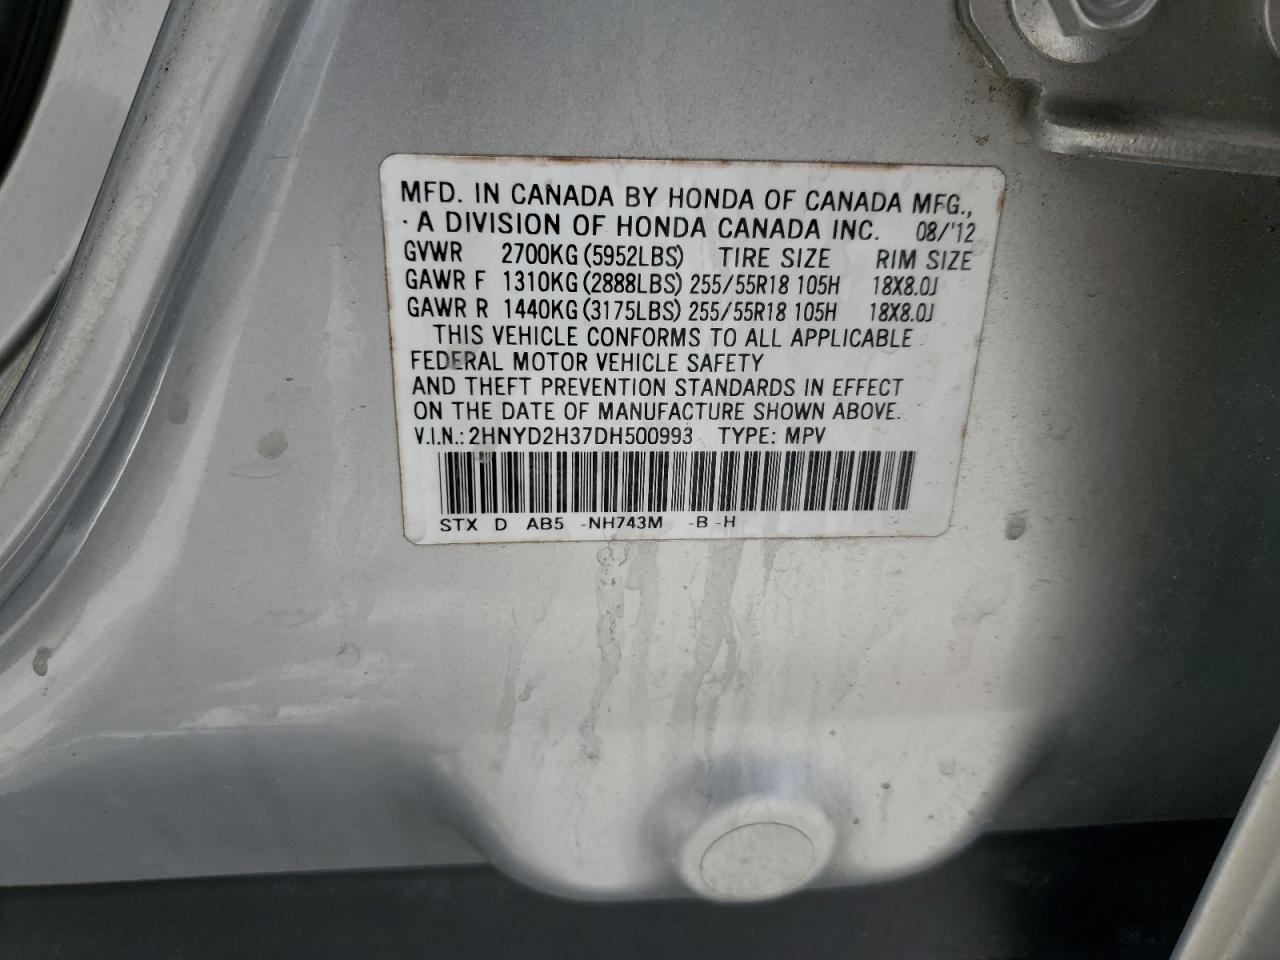 MFD. IN CANADA BY HONDA OF CANADA MFG.,
A DIVISION OF HONDA CANADA INC. 08/'12
GVWR 2700KG (5952LBS) TIRE SIZE RIM SIZE
GAWR F 1310KG (2888LBS) 255/55R18 105H 18X8.0J
GAWR R 1440KG (3175LBS) 255/55R18 105H 18X8.0J
THIS VEHICLE CONFORMS TO ALL APPLICABLE
FEDERAL MOTOR VEHICLE SAFETY
AND THEFT PREVENTION STANDARDS IN EFFECT
ON THE DATE OF MANUFACTURE SHOWN ABOVE.
V.I.N.: 2HNYD2H37DH500993 TYPE: MPV
STX D AB5 -NH743M -B -H